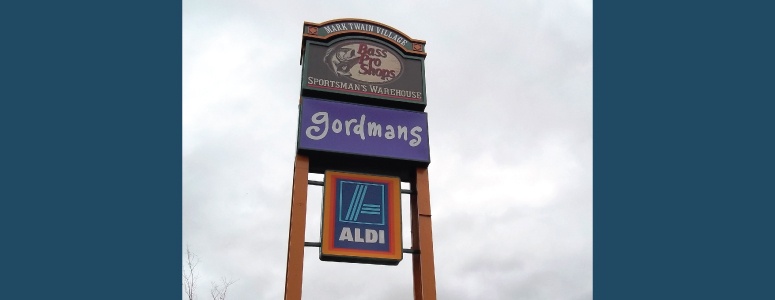 MARK TWAIN VILLAGE
Bass
Pro
Shops
SPORTSMAN'S WAREHOUSE
gordmans
ALDI